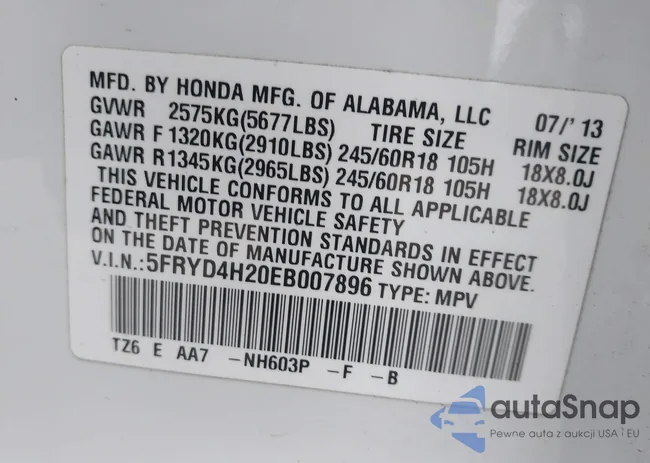 MFD. BY HONDA MFG. OF ALABAMA, LLC 07/' 13
GVWR 2575KG(5677LBS) TIRE SIZE RIM SIZE
GAWR F 1320KG(2910LBS) 245/60R18 105H 18X8.0J
GAWR R1345KG(2965LBS) 245/60R18 105H 18X8.0J
THIS VEHICLE CONFORMS TO ALL APPLICABLE
FEDERAL MOTOR VEHICLE SAFETY
AND THEFT PREVENTION STANDARDS IN EFFECT
ON THE DATE OF MANUFACTURE SHOWN ABOVE.
V.I.N.:5FRYD4H20EB007896 TYPE: MPV
TZ6 E AA7 -NH603P -F -B
autaSnap
Pewne auta z aukcji USA i EU